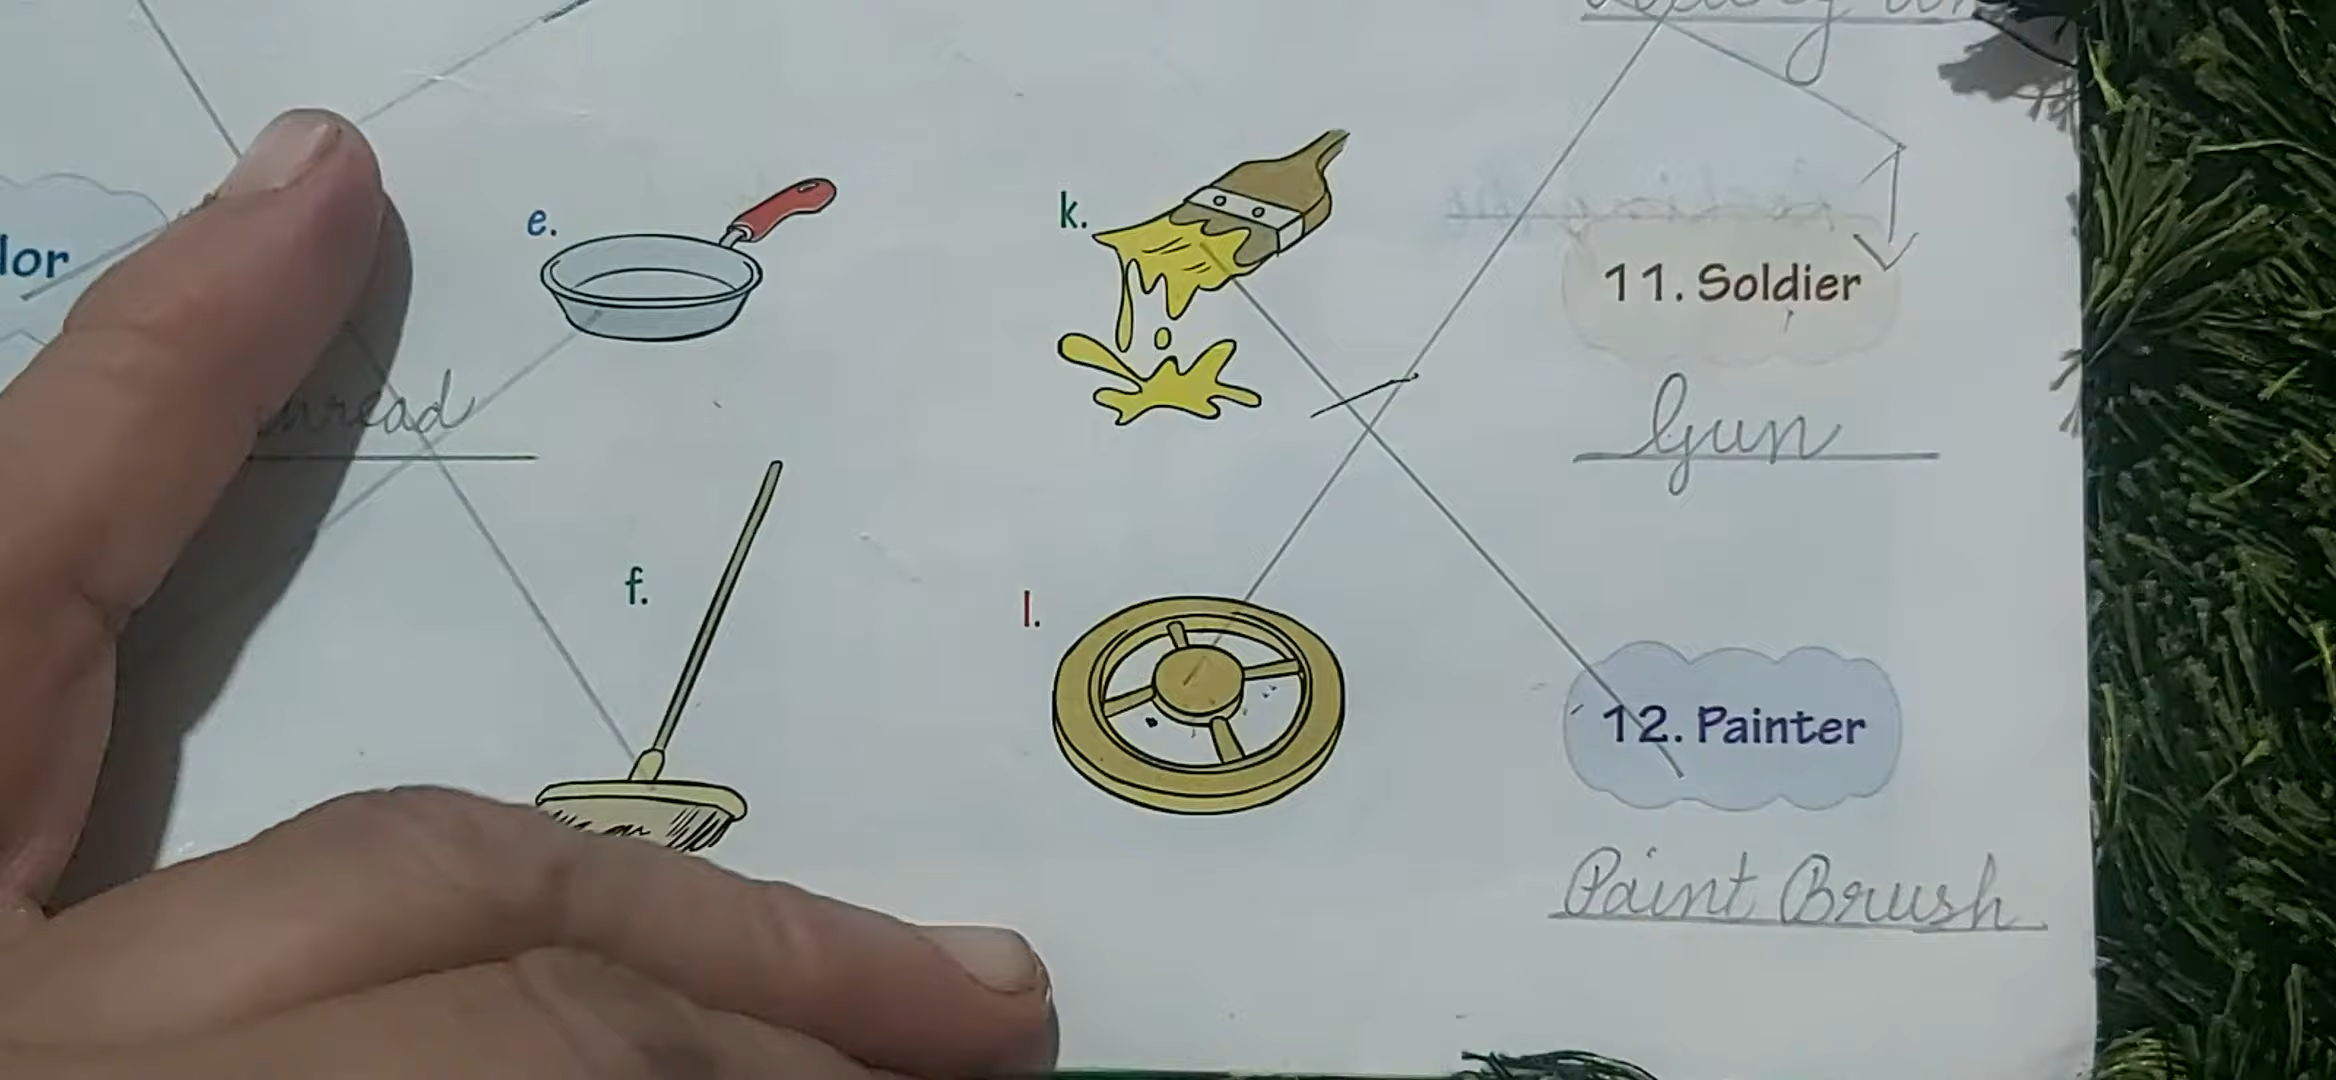 e.
k.
11. Soldier
lor
Gun
f.
l.
12. Painter
Paint Brush